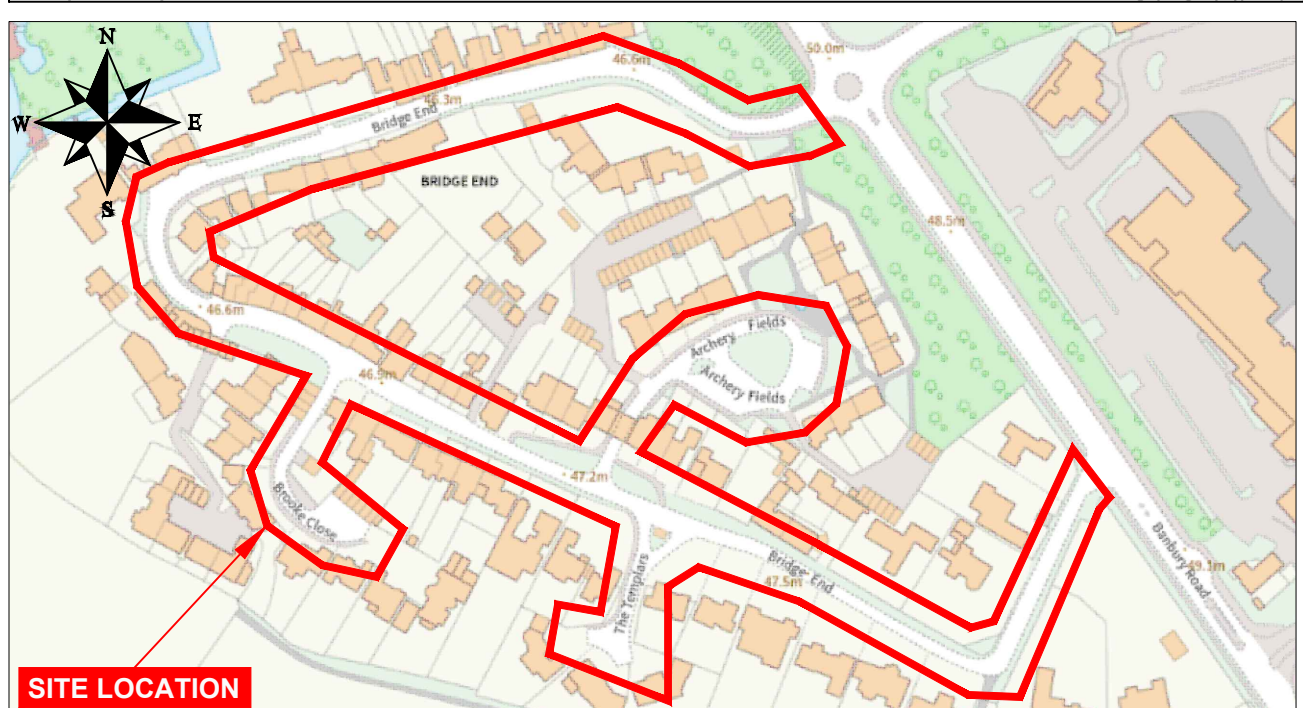 N
50.0m
46.6m
46.3m
Bridge End
W
E
BRIDGE END
S
48.5m
46.6m
Archery Fields
46.9m
Archery Fields
47.2m
Brooke Close
Bridge End
47.5m
The Templars
Banbury Road
49.1m
SITE LOCATION